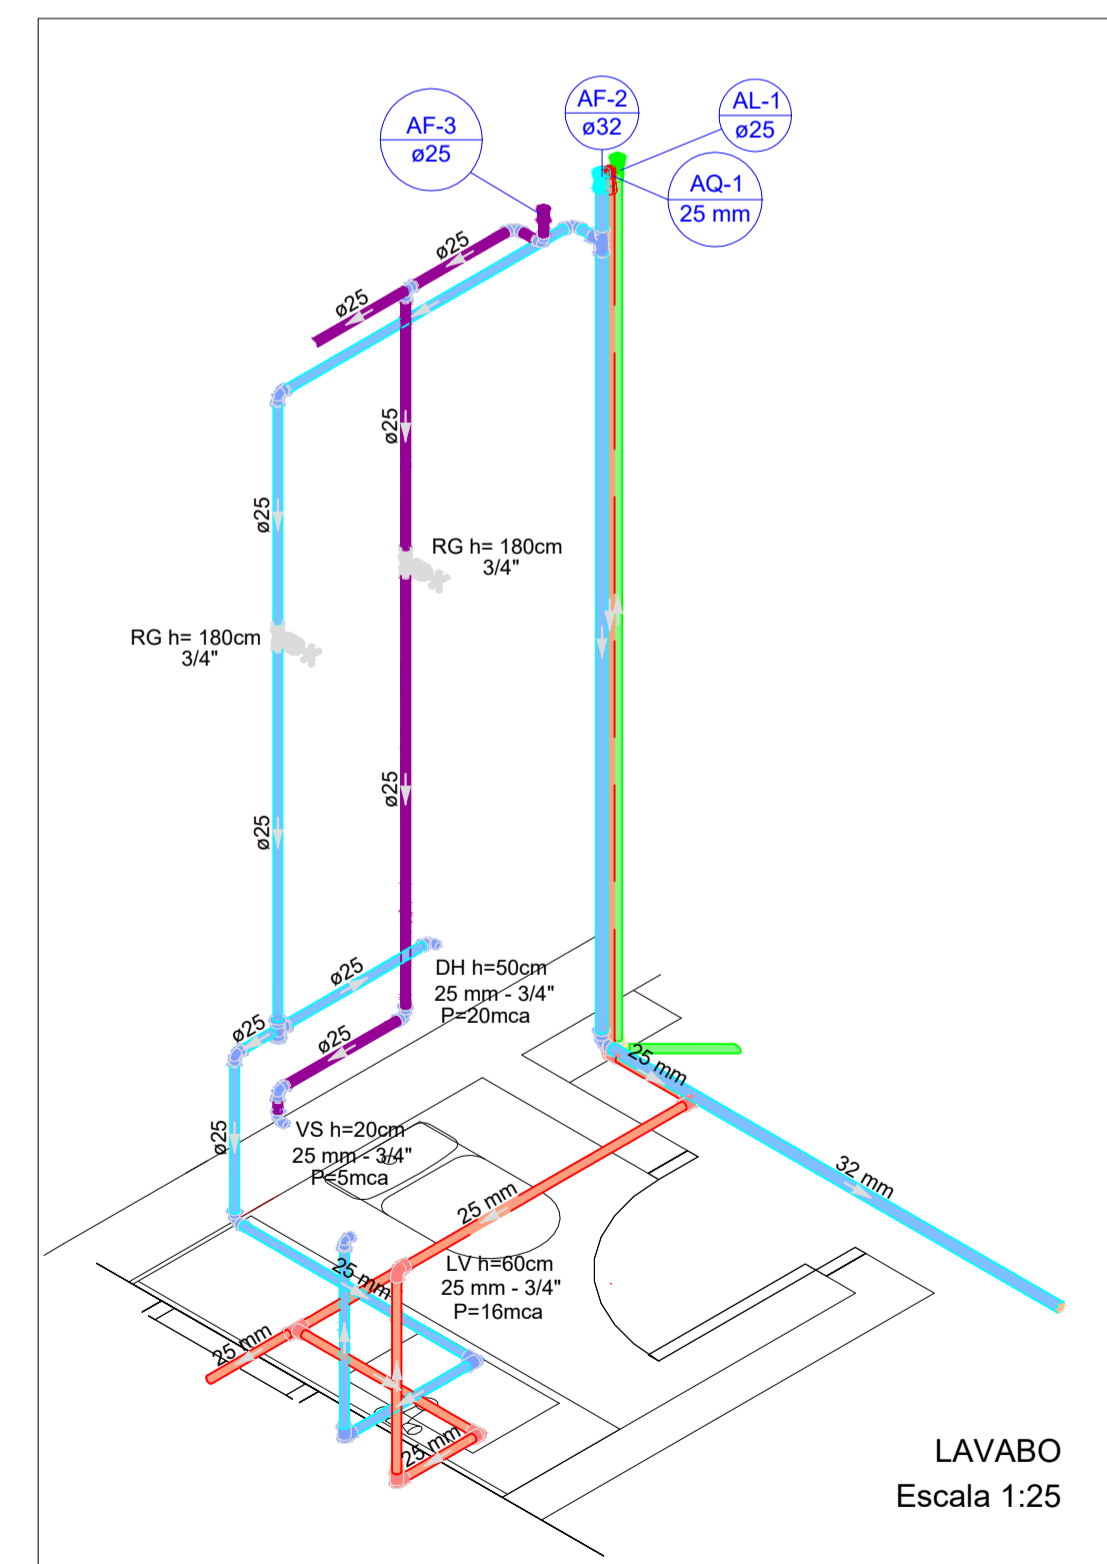 AF-3
ø25
AF-2
ø32
AL-1
ø25
AQ-1
25 mm
ø25
ø25
ø25
ø25
RG h= 180cm
3/4"
RG h= 180cm
3/4"
ø25
ø25
ø25
ø25
ø25
DH h=50cm
25 mm - 3/4"
P=20mca
25 mm
ø25
VS h=20cm
25 mm - 3/4"
P=5mca
32 mm
25 mm
LV h=60cm
25 mm - 3/4"
P=16mca
25 mm
25 mm
25 mm
LAVABO
Escala 1:25